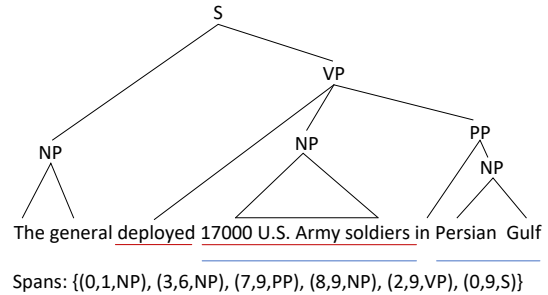 S
VP
PP
NP
NP
NP
The general deployed 17000 U.S. Army soldiers in Persian Gulf
Spans: {(0,1,NP), (3,6,NP), (7,9,PP), (8,9,NP), (2,9,VP), (0,9,S)}